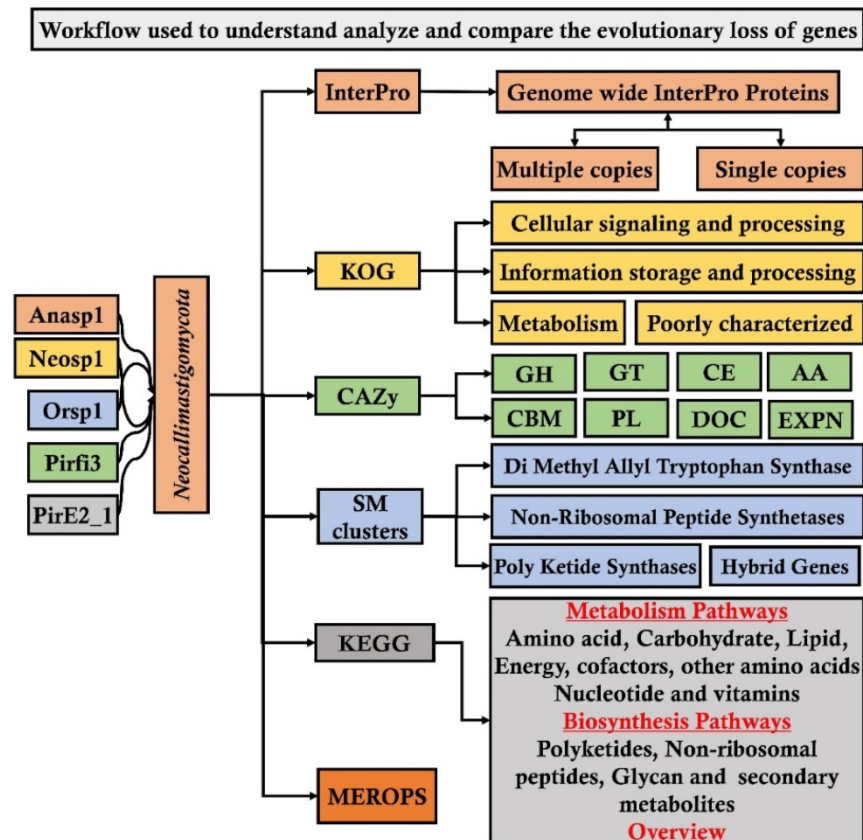 Workflow used to understand analyze and compare the evolutionary loss of genes
InterPro
Genome wide InterPro Proteins
Multiple copies
Single copies
KOG
Cellular signaling and processing
Information storage and processing
Metabolism
Poorly characterized
Anasp1
Neosp1
Orsp1
Pirfi3
PirE2_1
Neocallimastigomycota
CAZy
GH
GT
CE
AA
CBM
PL
DOC
EXPN
SM
clusters
Di Methyl Allyl Tryptophan Synthase
Non-Ribosomal Peptide Synthetases
Poly Ketide Synthases
Hybrid Genes
KEGG
Metabolism Pathways
Amino acid, Carbohydrate, Lipid,
Energy, cofactors, other amino acids
Nucleotide and vitamins
Biosynthesis Pathways
Polyketides, Non-ribosomal
peptides, Glycan and secondary
metabolites
Overview
MEROPS